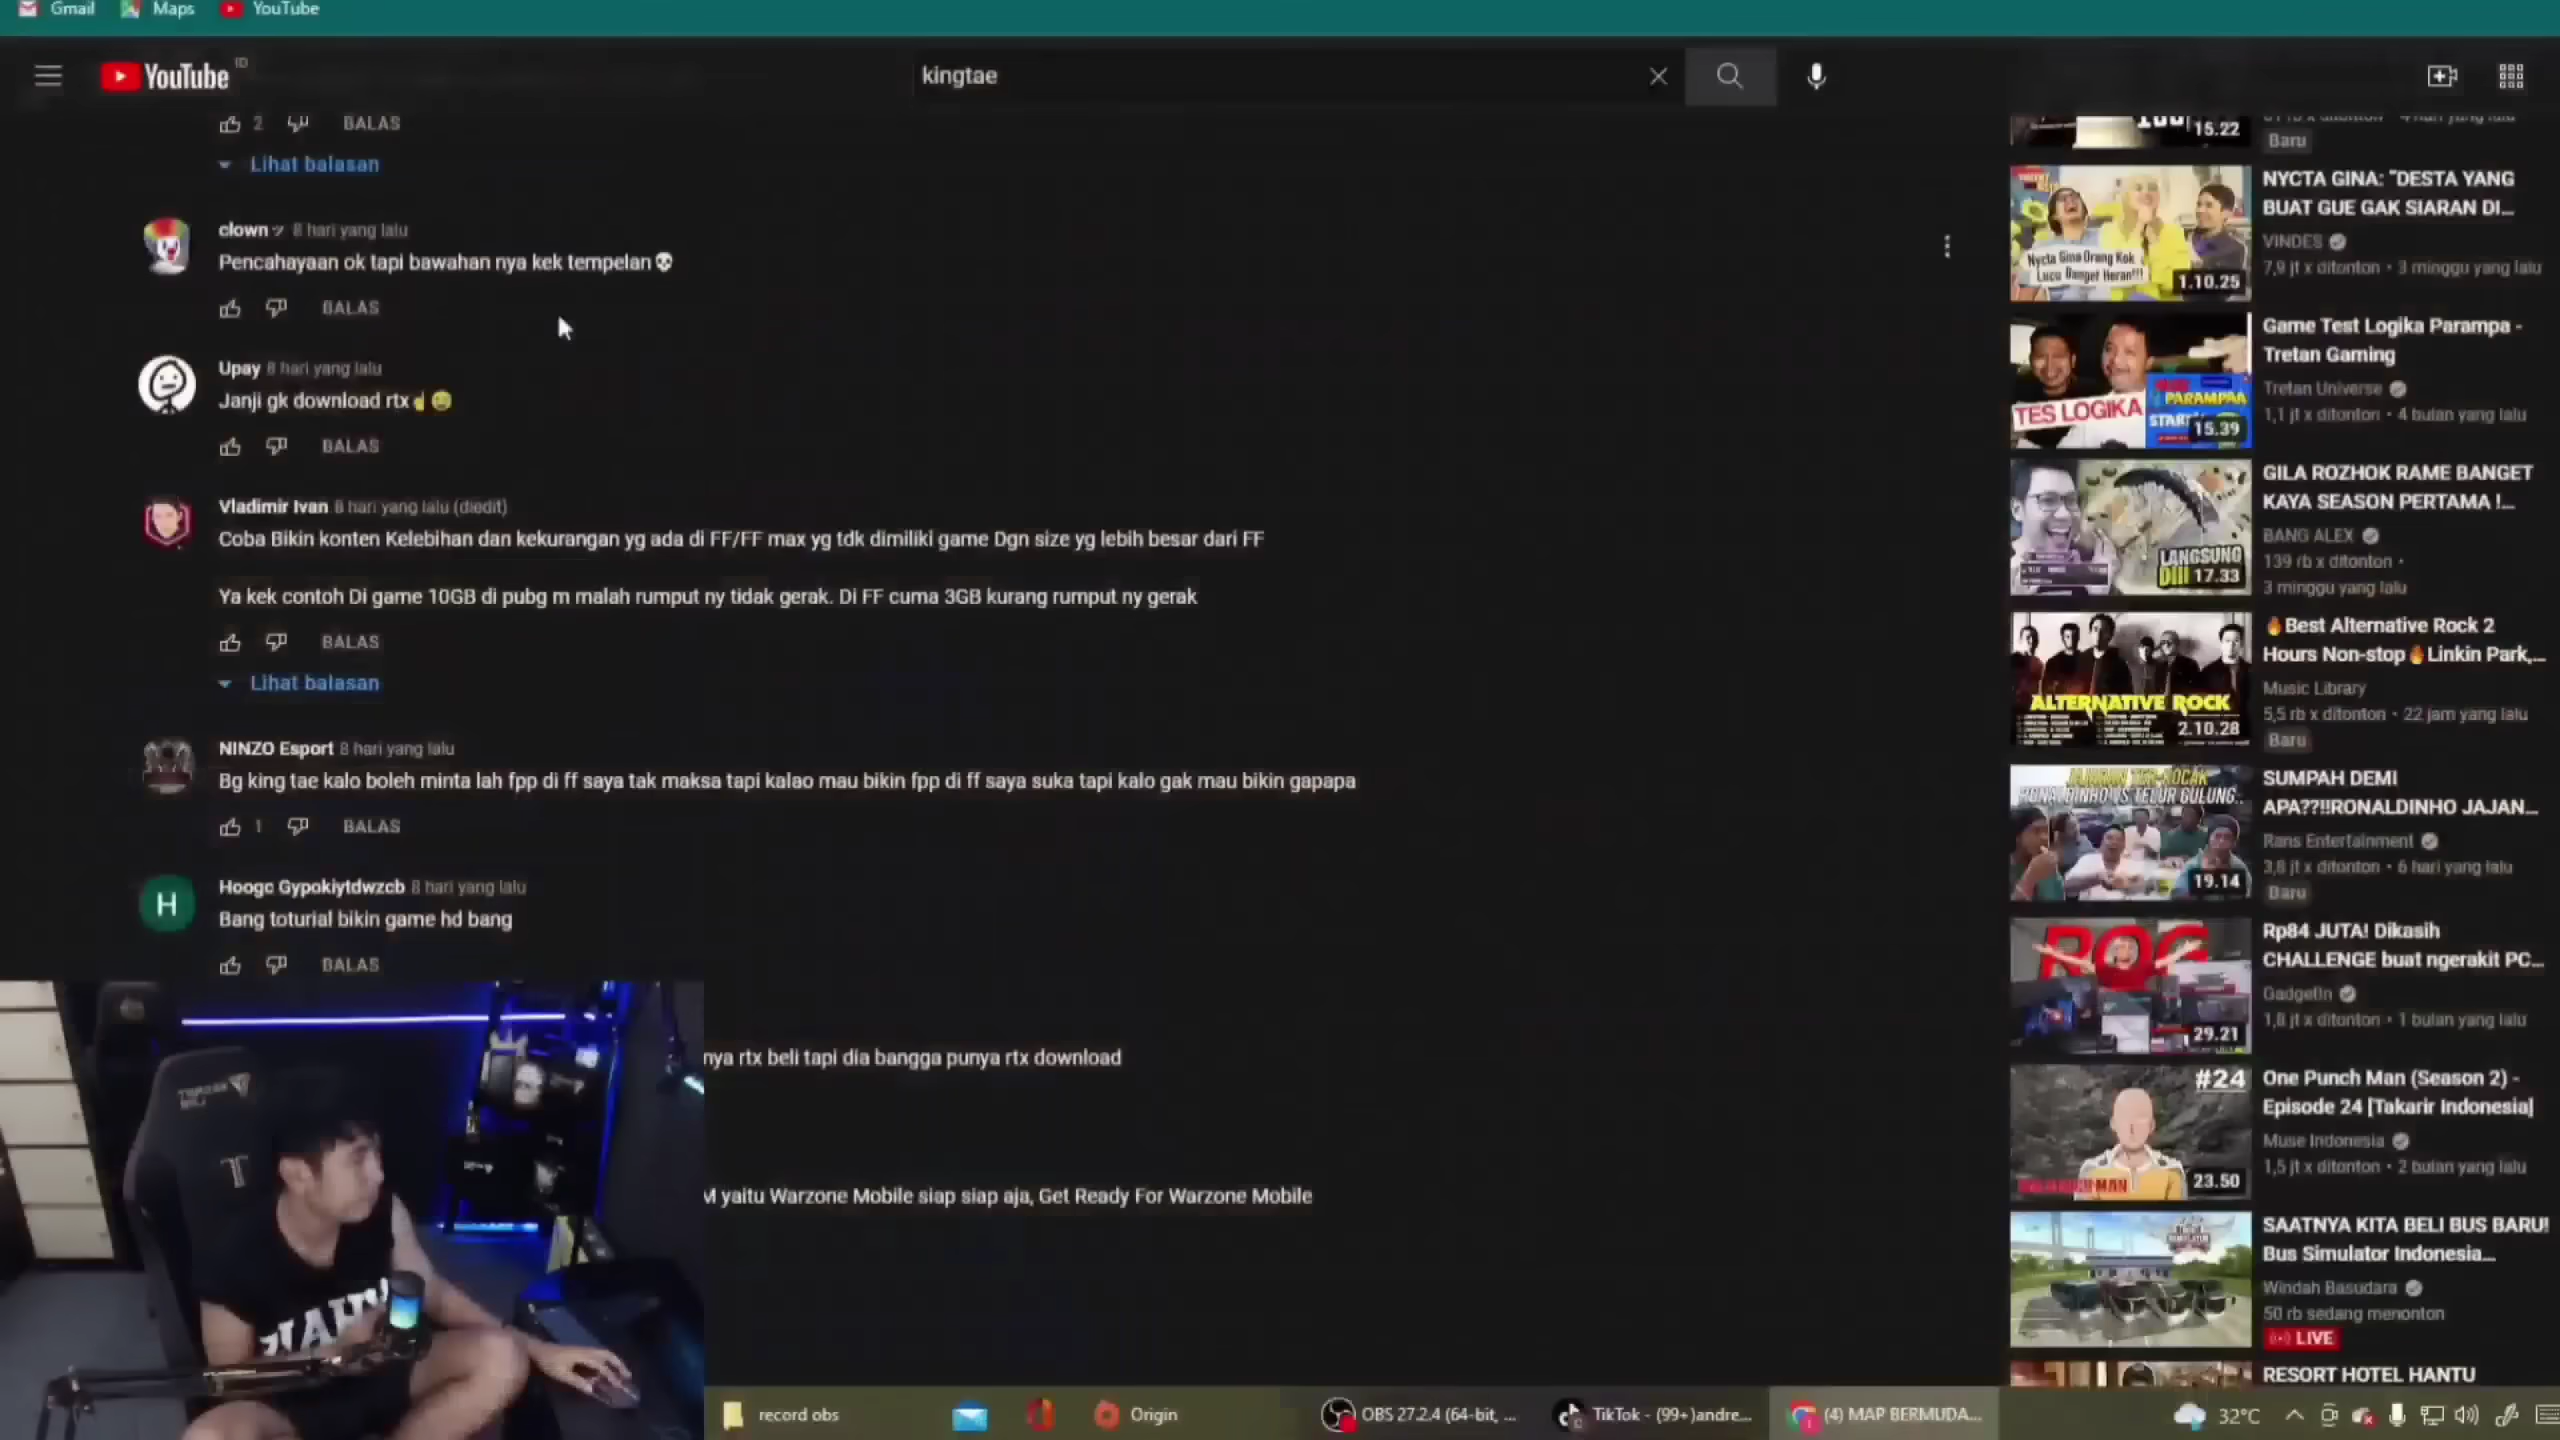 Gmail Maps YouTube
YouTube ID
kingtae
2 BALAS
Lihat balasan
clownツ 8 hari yang lalu
Pencahayaan ok tapi bawahan nya kek tempelan💀
BALAS
Upay 8 hari yang lalu
Janji gk download rtx
BALAS
Vladimir Ivan 8 hari yang lalu (diedit)
Coba Bikin konten Kelebihan dan kekurangan yg ada di FF/FF max yg tdk dimiliki game Dgn size yg lebih besar dari FF
Ya kek contoh Di game 10GB di pubg m malah rumput ny tidak gerak. Di FF cuma 3GB kurang rumput ny gerak
BALAS
Lihat balasan
NINZO Esport 8 hari yang lalu
Bg king tae kalo boleh minta lah fpp di ff saya tak maksa tapi kalao mau bikin fpp di ff saya suka tapi kalo gak mau bikin gapapa
1 BALAS
H
Hoogc Gypokiytdwzcb 8 hari yang lalu
Bang toturial bikin game hd bang
BALAS
nya rtx beli tapi dia bangga punya rtx download
M yaitu Warzone Mobile siap siap aja, Get Ready For Warzone Mobile
15.22
Baru
Nycta Gina Orang Kok
Lucu Banget Heran!!!
1.10.25
NYCTA GINA: "DESTA YANG
BUAT GUE GAK SIARAN DI...
VINDES
7,9 jt x ditonton • 3 minggu yang lalu
TES LOGIKA
PARAMPAA
START
15.39
Game Test Logika Parampa -
Tretan Gaming
Tretan Universe
1,1 jt x ditonton • 4 bulan yang lalu
LANGSUNG
DIII 17.33
GILA ROZHOK RAME BANGET
KAYA SEASON PERTAMA !...
BANG ALEX
139 rb x ditonton •
3 minggu yang lalu
ALTERNATIVE ROCK
2.10.28
🔥Best Alternative Rock 2
Hours Non-stop🔥Linkin Park,...
Music Library
5,5 rb x ditonton • 22 jam yang lalu
Baru
RONALDINHO VS TELUR GULUNG..
19.14
SUMPAH DEMI
APA??!!RONALDINHO JAJAN...
Rans Entertainment
3,8 jt x ditonton • 6 hari yang lalu
Baru
ROG
29.21
Rp84 JUTA! Dikasih
CHALLENGE buat ngerakit PC...
GadgetIn
1,8 jt x ditonton • 1 bulan yang lalu
#24
23.50
One Punch Man (Season 2) -
Episode 24 [Takarir Indonesia]
Muse Indonesia
1,5 jt x ditonton • 2 bulan yang lalu
SAATNYA KITA BELI BUS BARU!
Bus Simulator Indonesia...
Windah Basudara
50 rb sedang menonton
LIVE
RESORT HOTEL HANTU
record obs
Origin
OBS 27.2.4 (64-bit, ...
TikTok - (99+)andre...
(4) MAP BERMUDA...
32°C